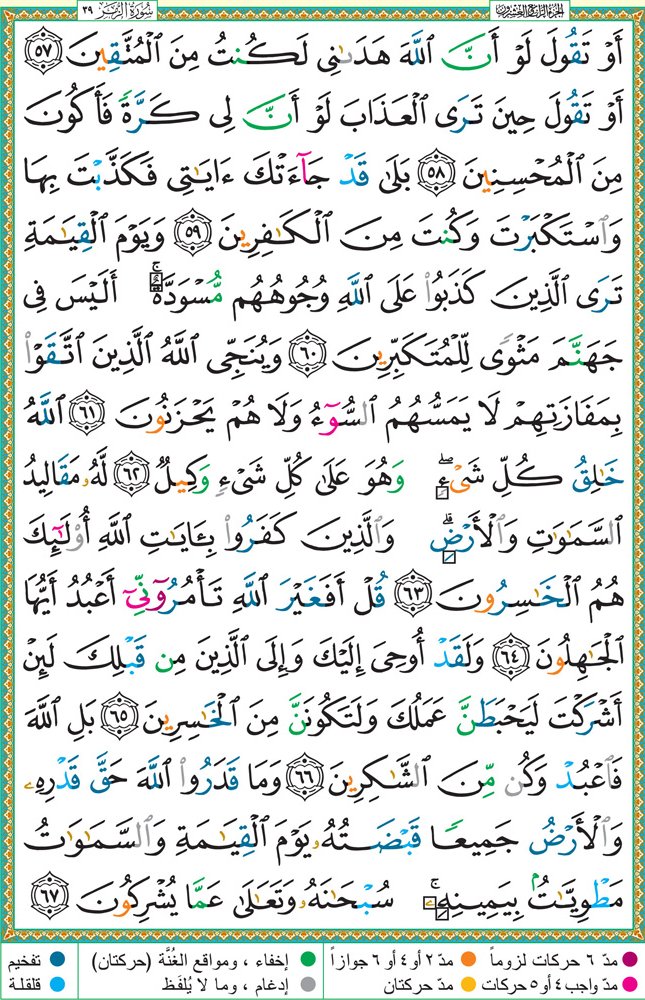 الجزء الرابع والعشرون سورة الزمر ٣٩
أَوْ تَقُولَ لَوْ أَنَّ ٱللَّهَ هَدَىٰنِى لَكُنتُ مِنَ ٱلْمُتَّقِينَ ٥٧
أَوْ تَقُولَ حِينَ تَرَى ٱلْعَذَابَ لَوْ أَنَّ لِى كَرَّةً فَأَكُونَ
مِنَ ٱلْمُحْسِنِينَ ٥٨ بَلَىٰ قَدْ جَآءَتْكَ ءَايَٰتِى فَكَذَّبْتَ بِهَا
وَٱسْتَكْبَرْتَ وَكُنتَ مِنَ ٱلْكَٰفِرِينَ ٥٩ وَيَوْمَ ٱلْقِيَٰمَةِ
تَرَى ٱلَّذِينَ كَذَبُوا۟ عَلَى ٱللَّهِ وُجُوهُهُم مُّسْوَدَّةٌ ۚ أَلَيْسَ فِى
جَهَنَّمَ مَثْوًى لِّلْمُتَكَبِّرِينَ ٦٠ وَيُنَجِّى ٱللَّهُ ٱلَّذِينَ ٱتَّقَوْا۟
بِمَفَازَتِهِمْ لَا يَمَسُّهُمُ ٱلسُّوٓءُ وَلَا هُمْ يَحْزَنُونَ ٦١ ٱللَّهُ
خَٰلِقُ كُلِّ شَىْءٍ ۖ وَهُوَ عَلَىٰ كُلِّ شَىْءٍ وَكِيلٌ ٦٢ لَّهُۥ مَقَالِيدُ
ٱلسَّمَٰوَٰتِ وَٱلْأَرْضِ ۗ وَٱلَّذِينَ كَفَرُوا۟ بِـَٔايَٰتِ ٱللَّهِ أُو۟لَٰٓئِكَ
هُمُ ٱلْخَٰسِرُونَ ٦٣ قُلْ أَفَغَيْرَ ٱللَّهِ تَأْمُرُوٓنِّىٓ أَعْبُدُ أَيُّهَا
ٱلْجَٰهِلُونَ ٦٤ وَلَقَدْ أُوحِىَ إِلَيْكَ وَإِلَى ٱلَّذِينَ مِن قَبْلِكَ لَئِنْ
أَشْرَكْتَ لَيَحْبَطَنَّ عَمَلُكَ وَلَتَكُونَنَّ مِنَ ٱلْخَٰسِرِينَ ٦٥ بَلِ ٱللَّهَ
فَٱعْبُدْ وَكُن مِّنَ ٱلشَّٰكِرِينَ ٦٦ وَمَا قَدَرُوا۟ ٱللَّهَ حَقَّ قَدْرِهِۦ
وَٱلْأَرْضُ جَمِيعًا قَبْضَتُهُۥ يَوْمَ ٱلْقِيَٰمَةِ وَٱلسَّمَٰوَٰتُ
مَطْوِيَّٰتٌۢ بِيَمِينِهِۦ ۚ سُبْحَٰنَهُۥ وَتَعَٰلَىٰ عَمَّا يُشْرِكُونَ ٦٧
مدّ ٦ حركات لزوماً مدّ ٢ أو ٤ أو ٦ جوازاً إخفاء ، ومواقع الغُنَّة (حركتان) تفخيم
مدّ واجب ٤ أو ٥ حركات مدّ حركتان إدغام ، وما لا يُلفَظ قلقلة